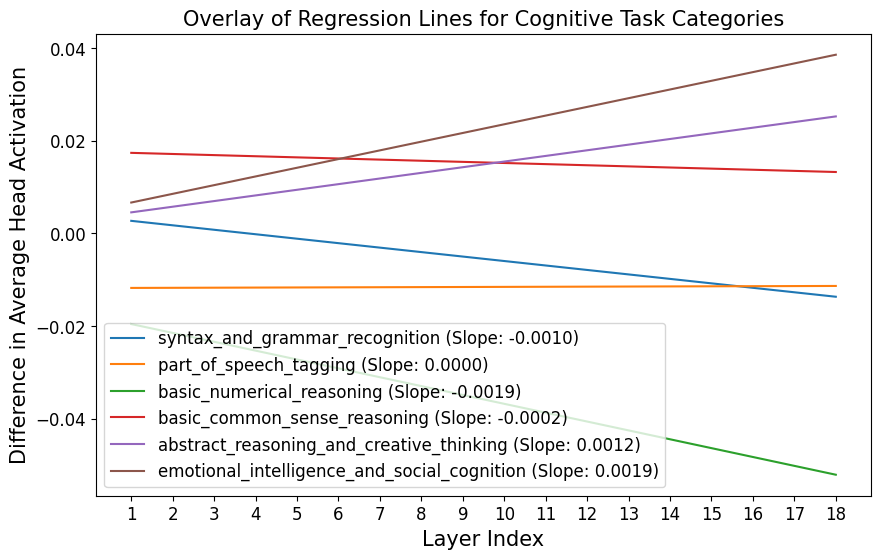 Overlay of Regression Lines for Cognitive Task Categories
Difference in Average Head Activation
0.04
0.02
0.00
−0.02
−0.04
syntax_and_grammar_recognition (Slope: -0.0010)
part_of_speech_tagging (Slope: 0.0000)
basic_numerical_reasoning (Slope: -0.0019)
basic_common_sense_reasoning (Slope: -0.0002)
abstract_reasoning_and_creative_thinking (Slope: 0.0012)
emotional_intelligence_and_social_cognition (Slope: 0.0019)
1 2 3 4 5 6 7 8 9 10 11 12 13 14 15 16 17 18
Layer Index